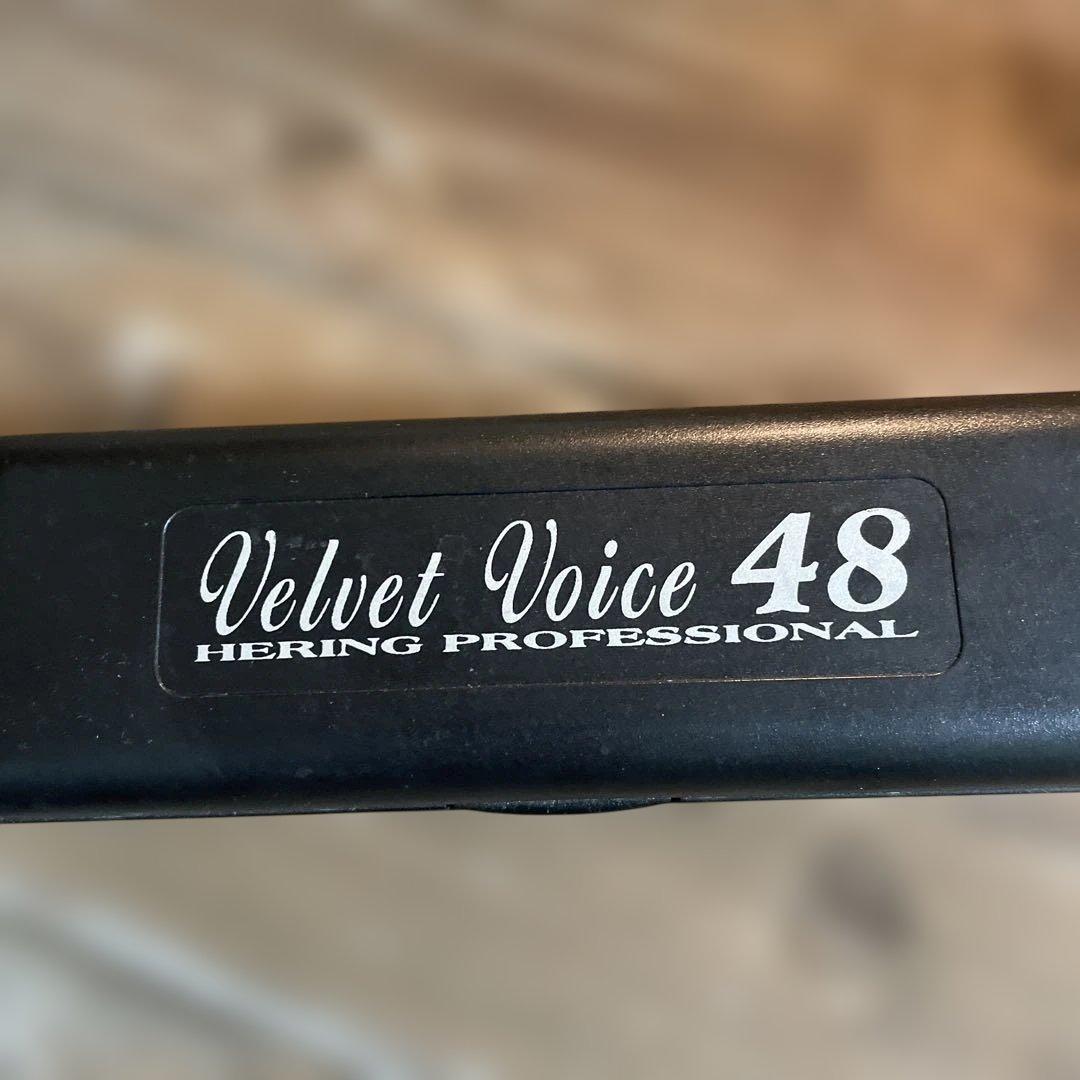 Velvet Voice 48
HERING PROFESSIONAL